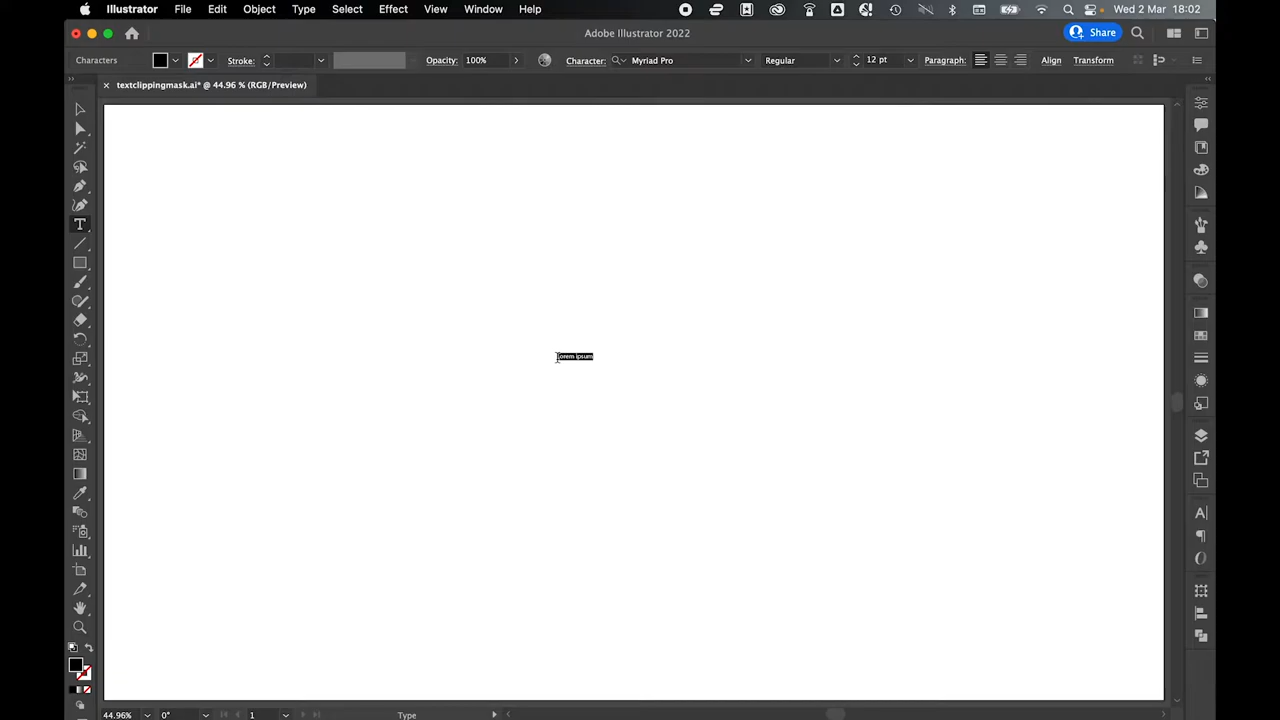 Illustrator File Edit Object Type Select Effect View Window Help Wed 2 Mar 18:02
Adobe Illustrator 2022 Share
Characters Stroke: Opacity: 100% Character: Myriad Pro Regular 12 pt Paragraph: Align Transform
× textclippingmask.ai* @ 44.96 % (RGB/Preview)
Lorem ipsum
44.96% 0° 1 Type